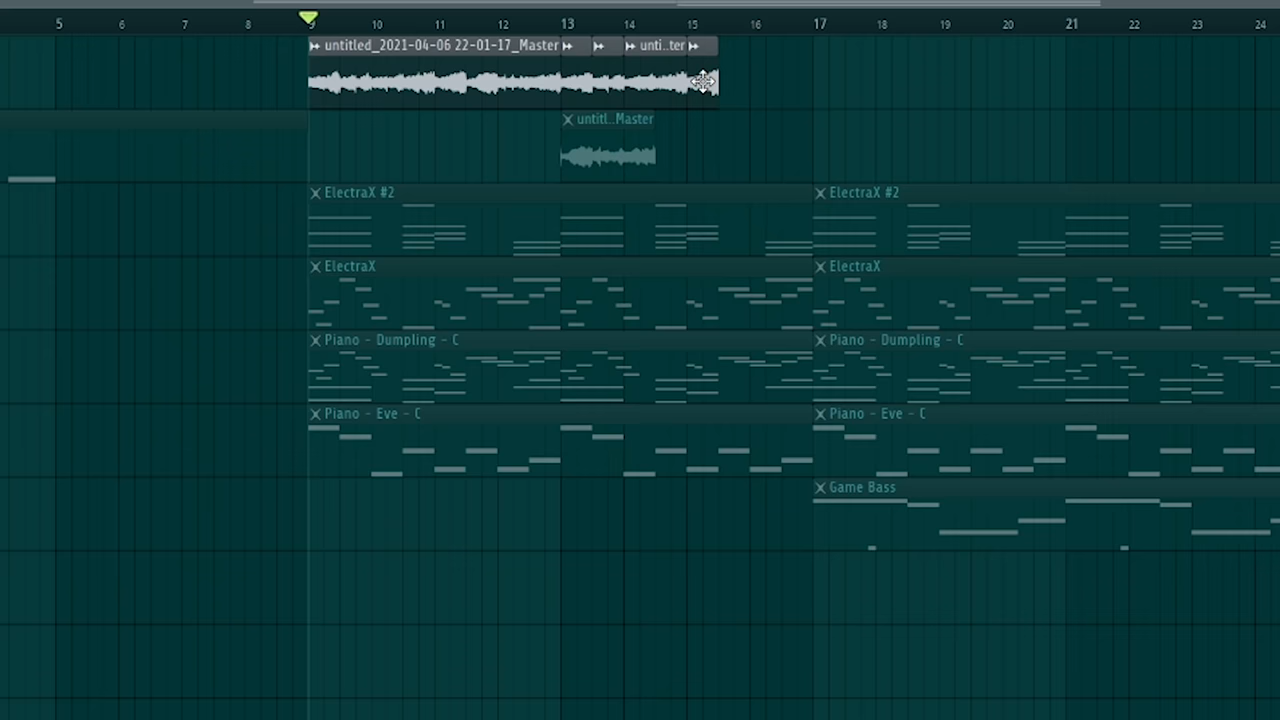 5 6 7 8 9 10 11 12 13 14 15 16 17 18 19 20 21 22 23 24
untitled_2021-04-06 22-01-17_Master unti..ter
untitl..Master
ElectraX #2 ElectraX #2
ElectraX ElectraX
Piano - Dumpling - C Piano - Dumpling - C
Piano - Eve - C Piano - Eve - C
Game Bass